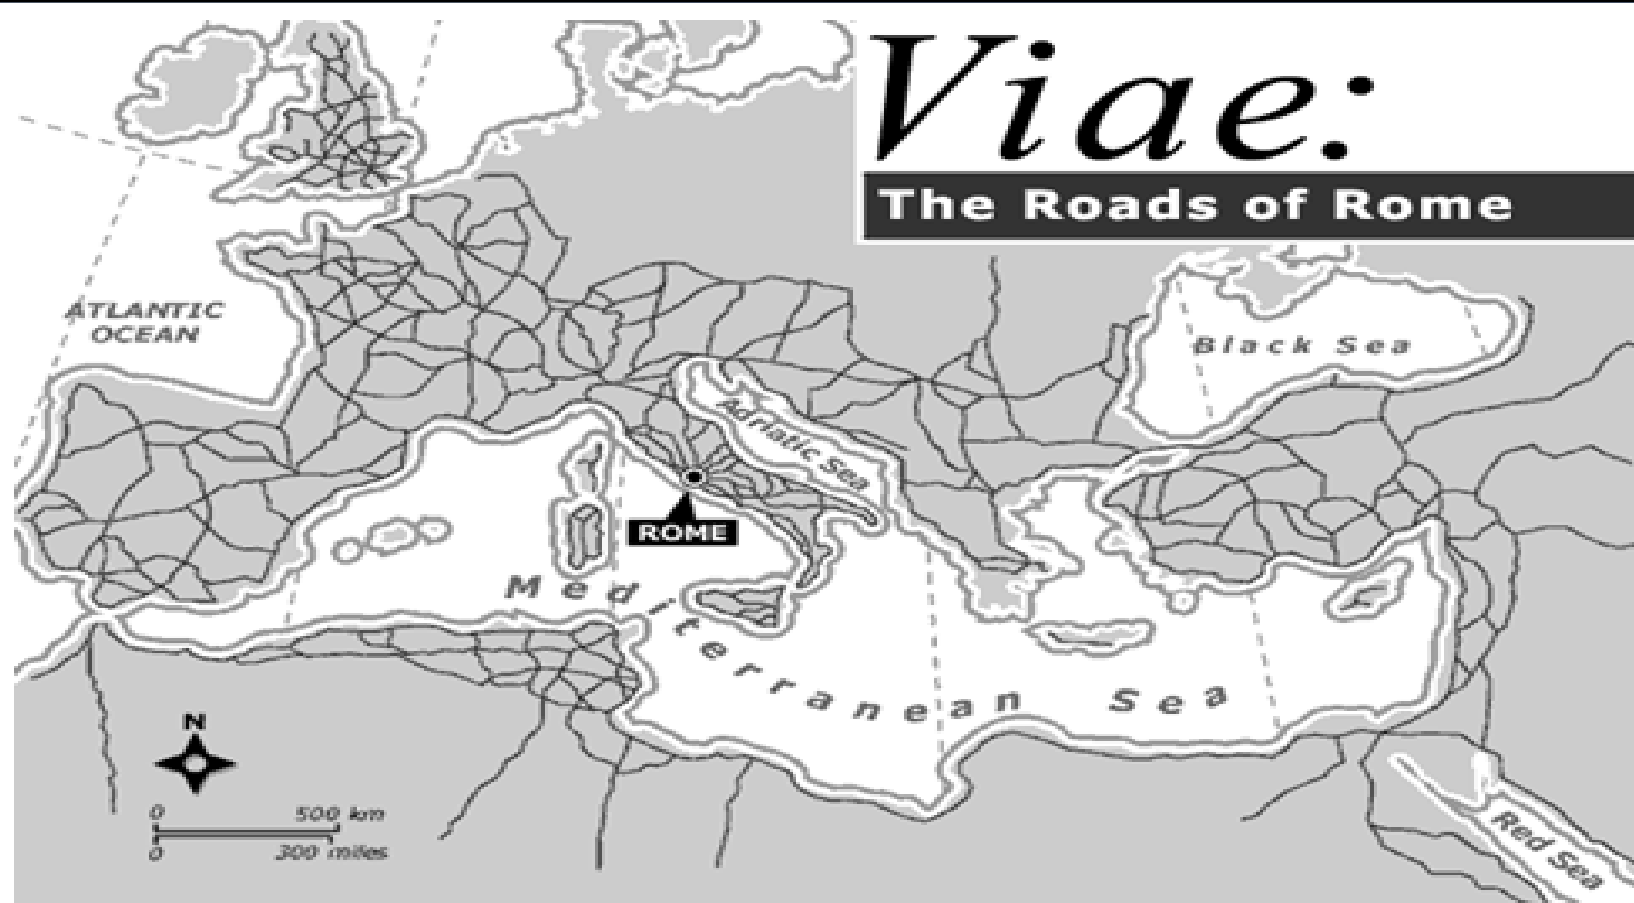 Viae:
The Roads of Rome
ATLANTIC
OCEAN
Black Sea
Adriatic Sea
ROME
Mediterranean Sea
N
0 500 km
0 300 miles
Red Sea